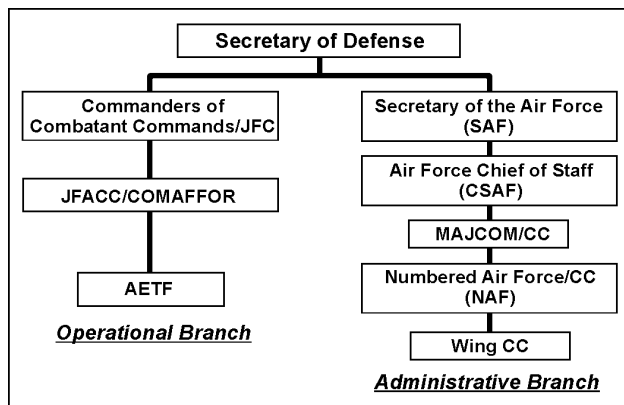 Secretary of Defense
Commanders of
Combatant Commands/JFC
JFACC/COMAFFOR
AETF
Operational Branch
Secretary of the Air Force
(SAF)
Air Force Chief of Staff
(CSAF)
MAJCOM/CC
Numbered Air Force/CC
(NAF)
Wing CC
Administrative Branch